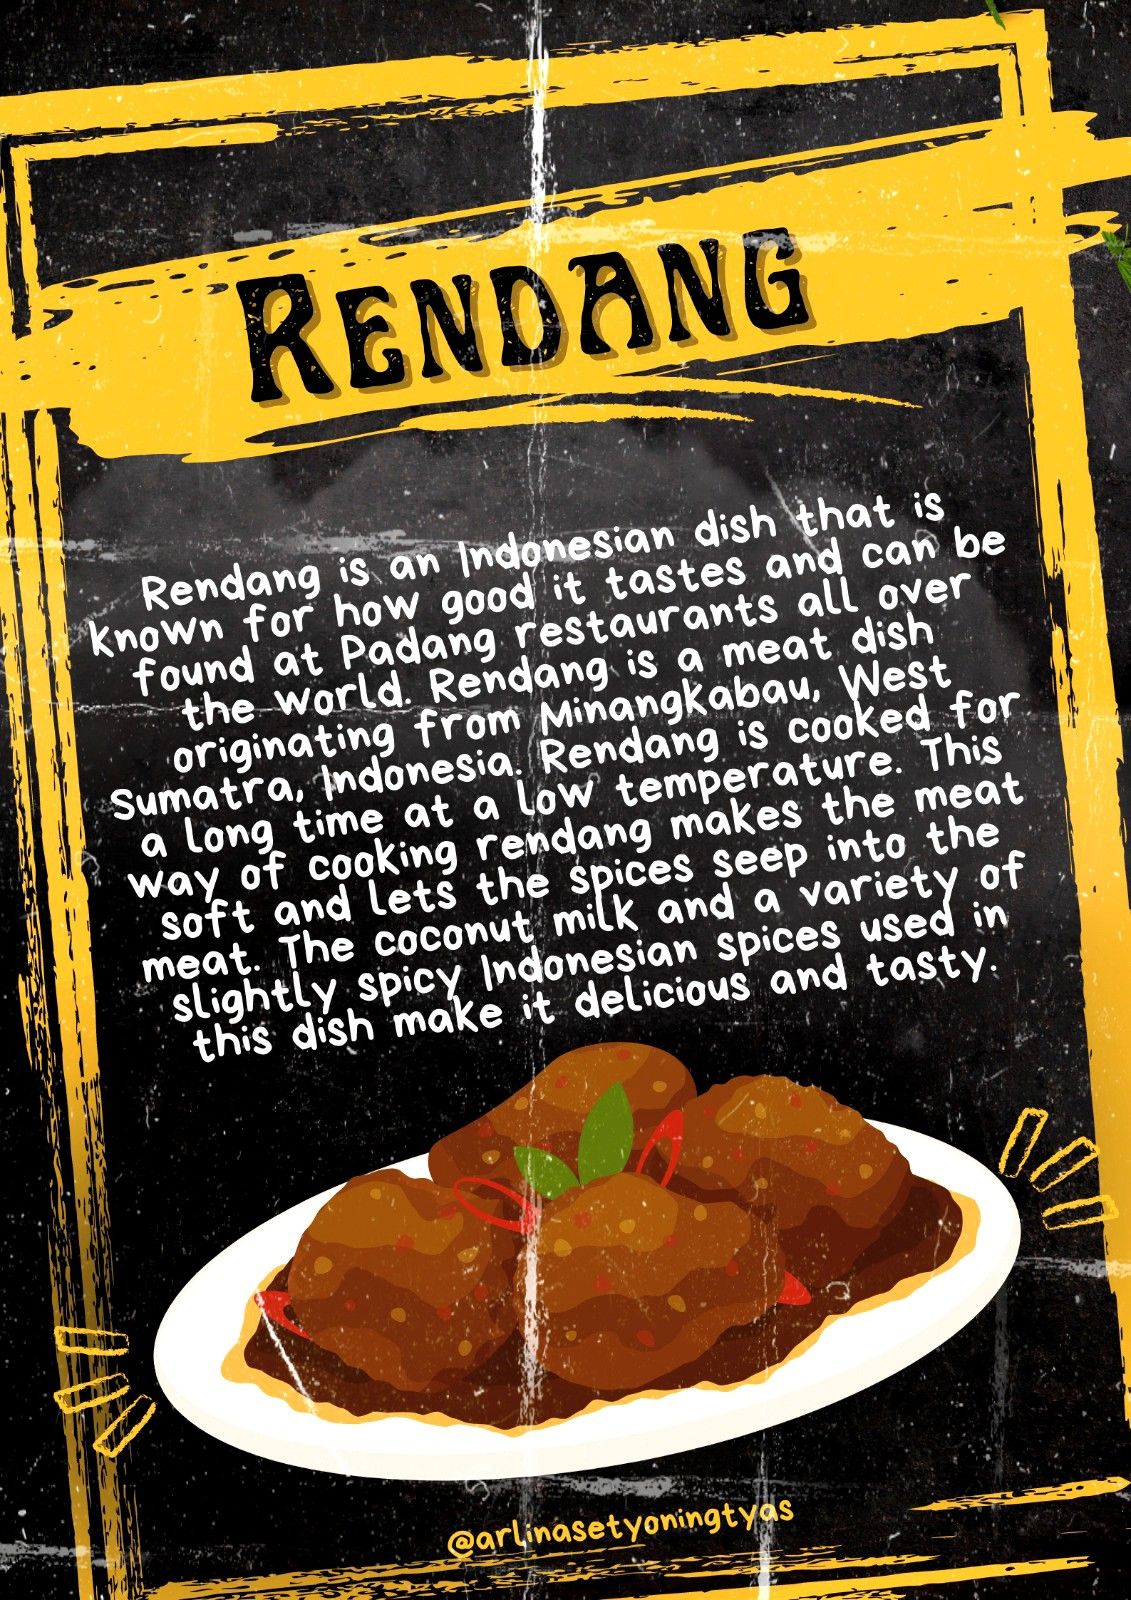 RENDANG
Rendang is an Indonesian dish that is
known for how good it tastes and can be
found at Padang restaurants all over
the world. Rendang is a meat dish
originating from Minangkabau, West
Sumatra, Indonesia. Rendang is cooked for
a long time at a low temperature. This
way of cooking rendang makes the meat
soft and lets the spices seep into the
meat. The coconut milk and a variety of
slightly spicy Indonesian spices used in
this dish make it delicious and tasty.
@arlinasetyoningtyas